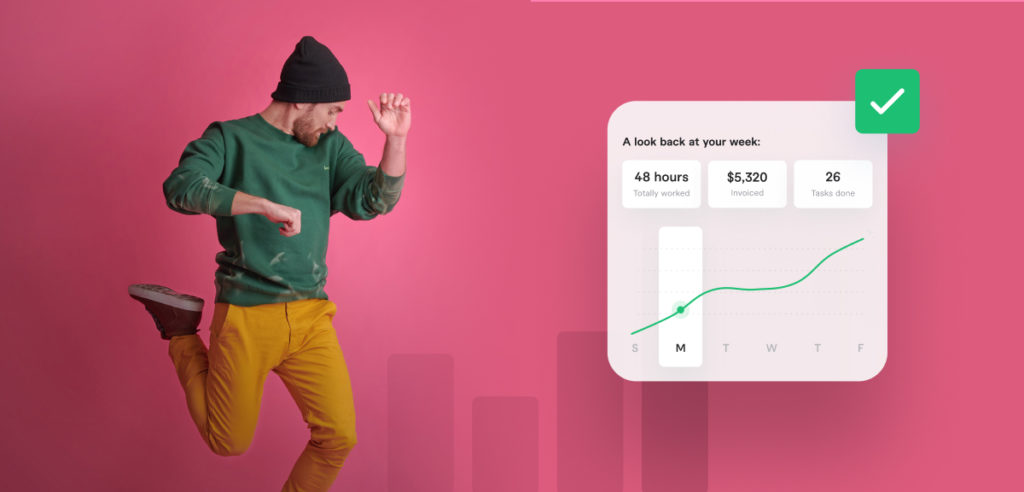 A look back at your week:
48 hours $5,320 26
Totally worked Invoiced Tasks done
S M T W T F